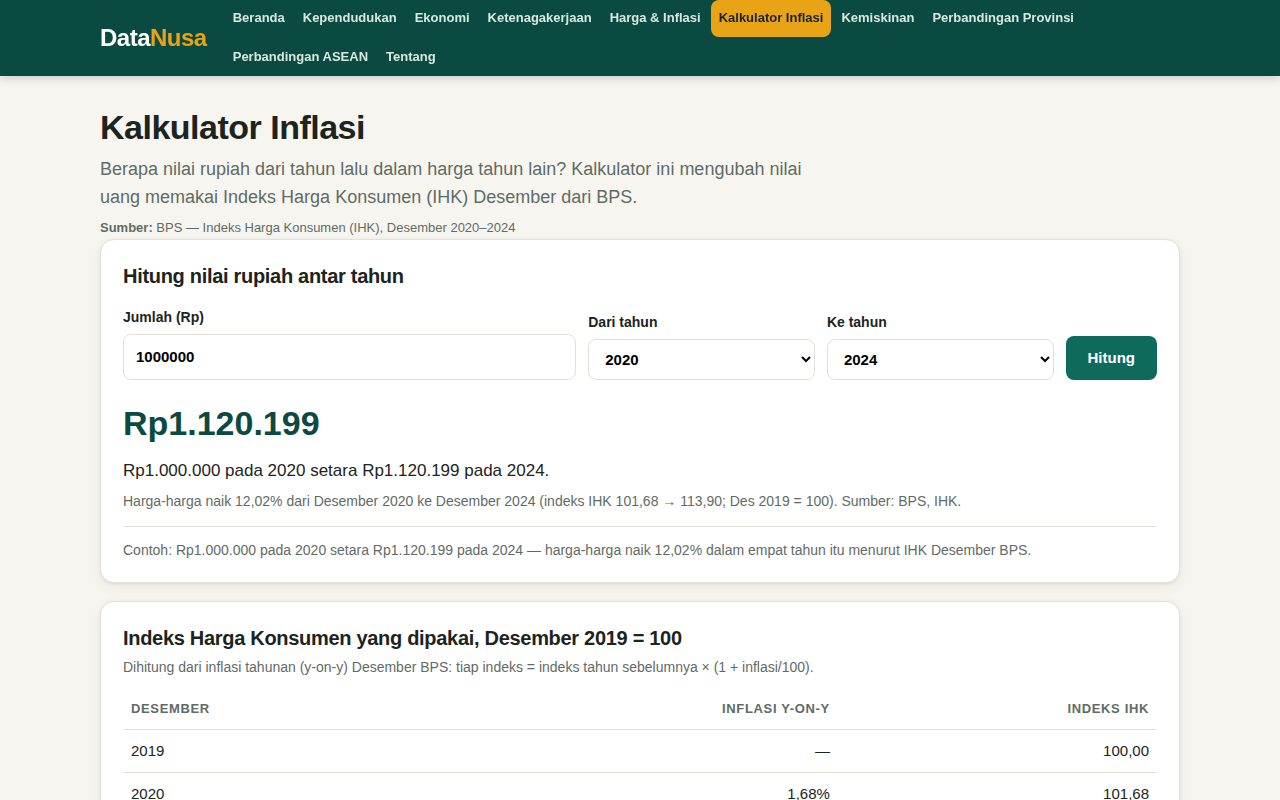 DataNusa
Beranda Kependudukan Ekonomi Ketenagakerjaan Harga & Inflasi Kalkulator Inflasi Kemiskinan Perbandingan Provinsi
Perbandingan ASEAN Tentang
Kalkulator Inflasi
Berapa nilai rupiah dari tahun lalu dalam harga tahun lain? Kalkulator ini mengubah nilai
uang memakai Indeks Harga Konsumen (IHK) Desember dari BPS.
Sumber: BPS — Indeks Harga Konsumen (IHK), Desember 2020–2024
Hitung nilai rupiah antar tahun
Jumlah (Rp) Dari tahun Ke tahun
1000000 2020 2024 Hitung
Rp1.120.199
Rp1.000.000 pada 2020 setara Rp1.120.199 pada 2024.
Harga-harga naik 12,02% dari Desember 2020 ke Desember 2024 (indeks IHK 101,68 → 113,90; Des 2019 = 100). Sumber: BPS, IHK.
Contoh: Rp1.000.000 pada 2020 setara Rp1.120.199 pada 2024 — harga-harga naik 12,02% dalam empat tahun itu menurut IHK Desember BPS.
Indeks Harga Konsumen yang dipakai, Desember 2019 = 100
Dihitung dari inflasi tahunan (y-on-y) Desember BPS: tiap indeks = indeks tahun sebelumnya × (1 + inflasi/100).
DESEMBER INFLASI Y-ON-Y INDEKS IHK
2019 — 100,00
2020 1,68% 101,68